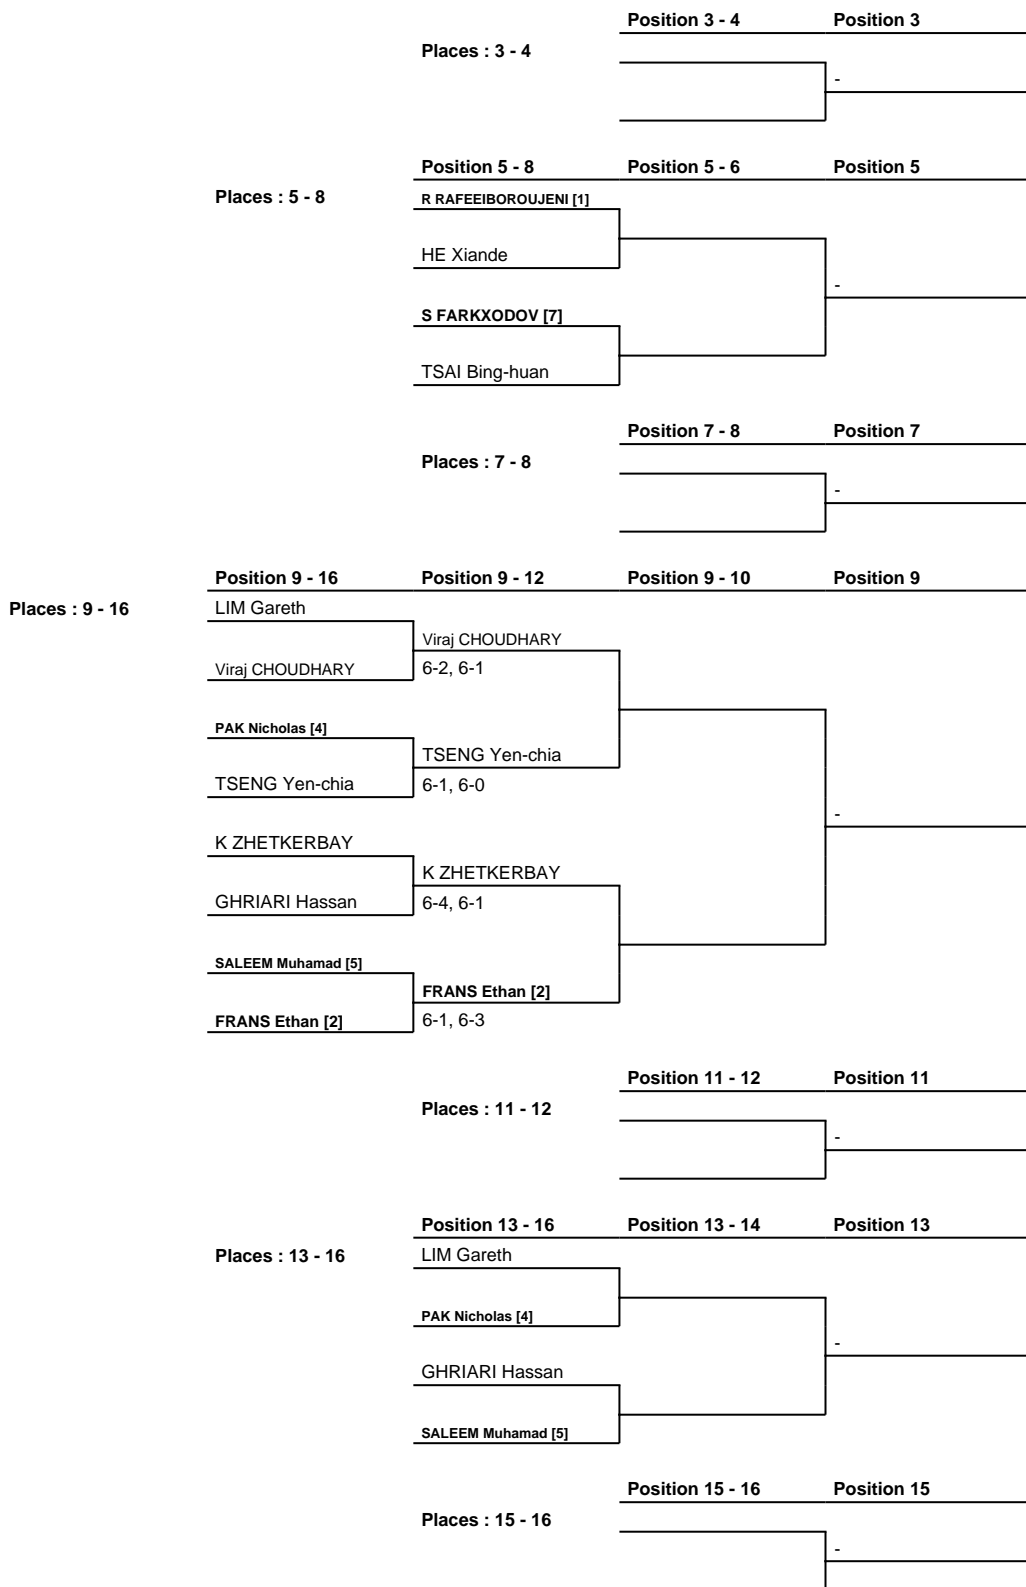 Position 3 - 4 Position 3
Places : 3 - 4
-
Position 5 - 8 Position 5 - 6 Position 5
Places : 5 - 8 R RAFEEIBOROUJENI [1]
HE Xiande
-
S FARKXODOV [7]
TSAI Bing-huan
Position 7 - 8 Position 7
Places : 7 - 8
-
Position 9 - 16 Position 9 - 12 Position 9 - 10 Position 9
Places : 9 - 16 LIM Gareth
Viraj CHOUDHARY
Viraj CHOUDHARY 6-2, 6-1
PAK Nicholas [4]
TSENG Yen-chia
TSENG Yen-chia 6-1, 6-0
-
K ZHETKERBAY
K ZHETKERBAY
GHRIARI Hassan 6-4, 6-1
SALEEM Muhamad [5]
FRANS Ethan [2]
FRANS Ethan [2] 6-1, 6-3
Position 11 - 12 Position 11
Places : 11 - 12
-
Position 13 - 16 Position 13 - 14 Position 13
Places : 13 - 16 LIM Gareth
PAK Nicholas [4]
-
GHRIARI Hassan
SALEEM Muhamad [5]
Position 15 - 16 Position 15
Places : 15 - 16
-